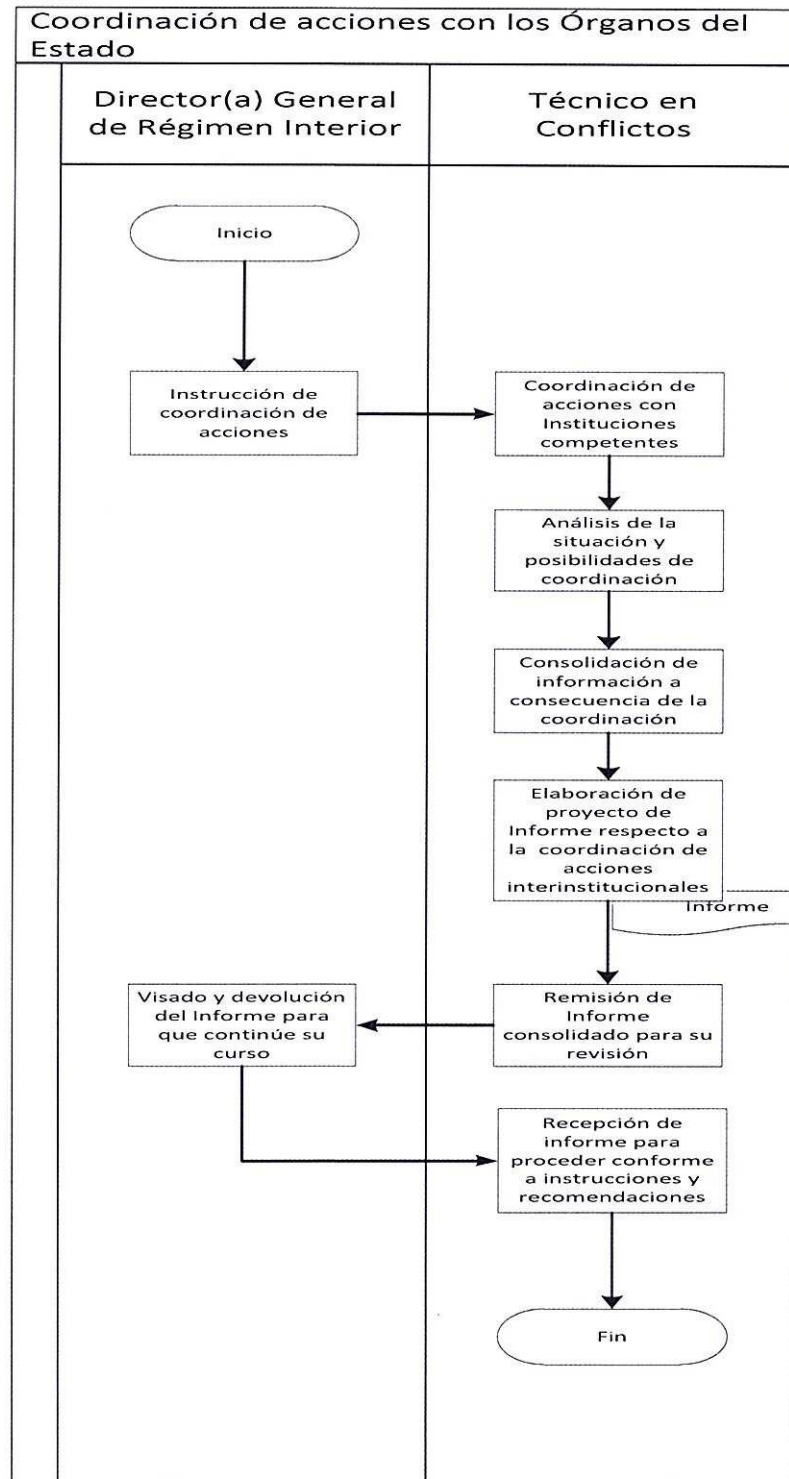 Coordinación de acciones con los Órganos del
Estado
Director(a) General
de Régimen Interior
Técnico en
Conflictos
Inicio
Instrucción de
coordinación de
acciones
Coordinación de
acciones con
Instituciones
competentes
Análisis de la
situación y
posibilidades de
coordinación
Consolidación de
información a
consecuencia de la
coordinación
Elaboración de
proyecto de
Informe respecto a
la coordinación de
acciones
interinstitucionales
Informe
Visado y devolución
del Informe para
que continúe su
curso
Remisión de
Informe
consolidado para su
revisión
Recepción de
informe para
proceder conforme
a instrucciones y
recomendaciones
Fin